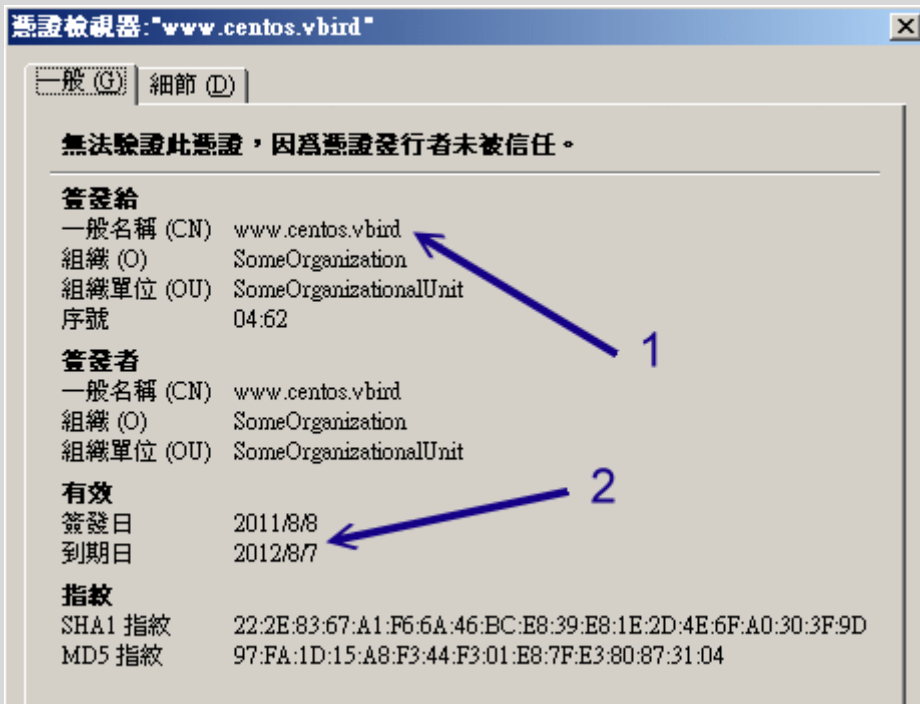 憑證檢視器:"www.centos.vbird"
一般 (G) 細節 (D)
無法驗證此憑證，因為憑證發行者未被信任。
簽發給
一般名稱 (CN) www.centos.vbird
組織 (O) SomeOrganization
組織單位 (OU) SomeOrganizationalUnit
序號 04:62
1
簽發者
一般名稱 (CN) www.centos.vbird
組織 (O) SomeOrganization
組織單位 (OU) SomeOrganizationalUnit
2
有效
簽發日 2011/8/8
到期日 2012/8/7
指紋
SHA1 指紋 22:2E:83:67:A1:F6:6A:46:BC:E8:39:E8:1E:2D:4E:6F:A0:30:3F:9D
MD5 指紋 97:FA:1D:15:A8:F3:44:F3:01:E8:7F:E3:80:87:31:04